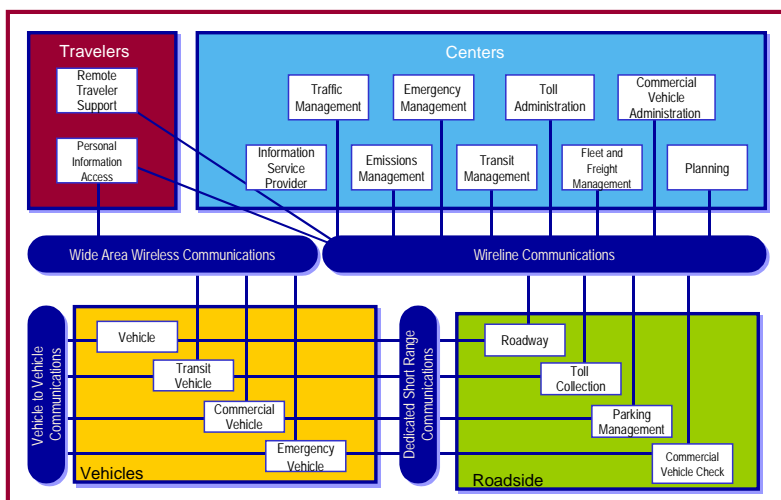 Travelers
Remote
Traveler
Support
Personal
Information
Access
Centers
Traffic
Management
Emergency
Management
Toll
Administration
Commercial
Vehicle
Administration
Information
Service
Provider
Emissions
Management
Transit
Management
Fleet and
Freight
Management
Planning
Wide Area Wireless Communications
Wireline Communications
Vehicle to Vehicle
Communications
Vehicle
Transit
Vehicle
Commercial
Vehicle
Emergency
Vehicle
Vehicles
Dedicated Short Range
Communications
Roadway
Toll
Collection
Parking
Management
Commercial
Vehicle Check
Roadside